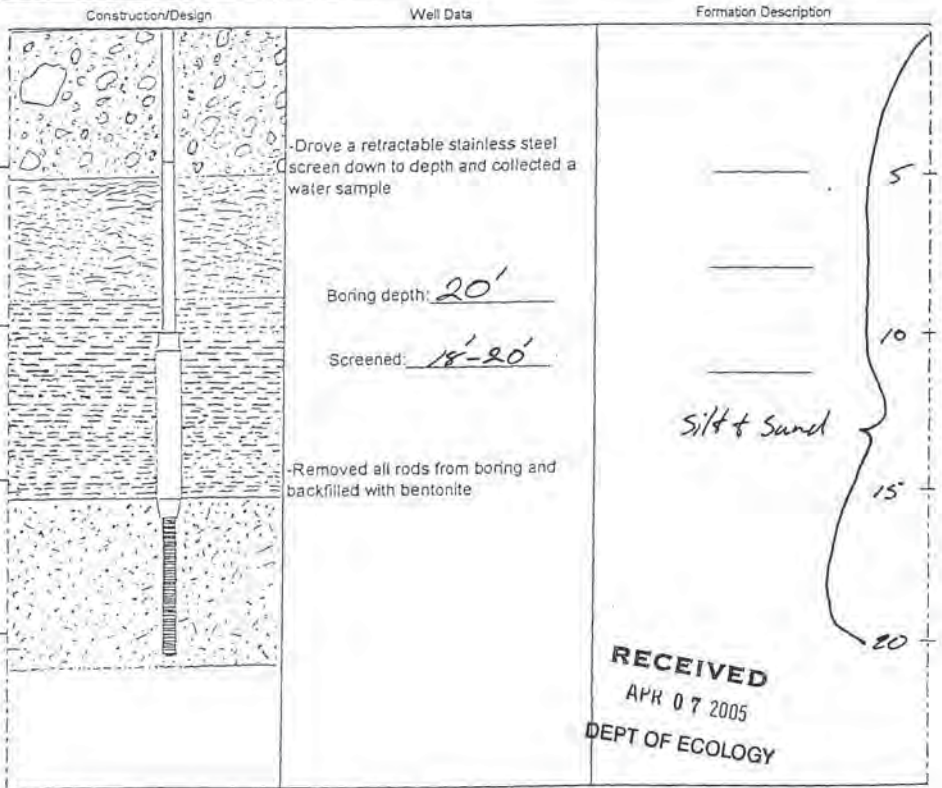 Construction/Design
Well Data
Formation Description
-Drove a retractable stainless steel
screen down to depth and collected a
water sample
Boring depth: 20'
Screened: 18'-20'
-Removed all rods from boring and
backfilled with bentonite
5
10
Silt & Sand
15
20
RECEIVED
APR 07 2005
DEPT OF ECOLOGY